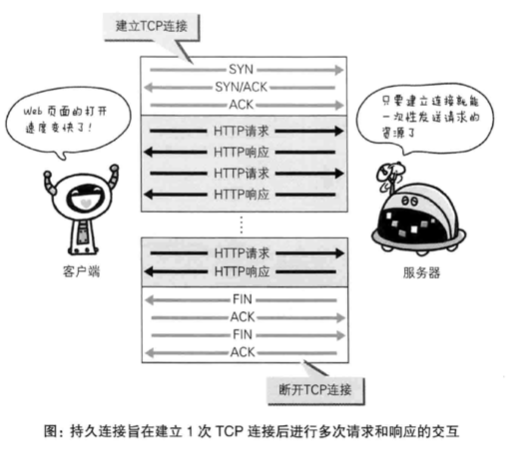 建立TCP连接
SYN
SYN/ACK
ACK
Web 页面的打开
速度变快了！
只要建立连接就能
一次性发送请求的
资源了
HTTP请求
HTTP响应
HTTP请求
HTTP响应
HTTP请求
HTTP响应
客户端
服务器
FIN
ACK
FIN
ACK
断开TCP连接
图：持久连接旨在建立 1 次 TCP 连接后进行多次请求和响应的交互